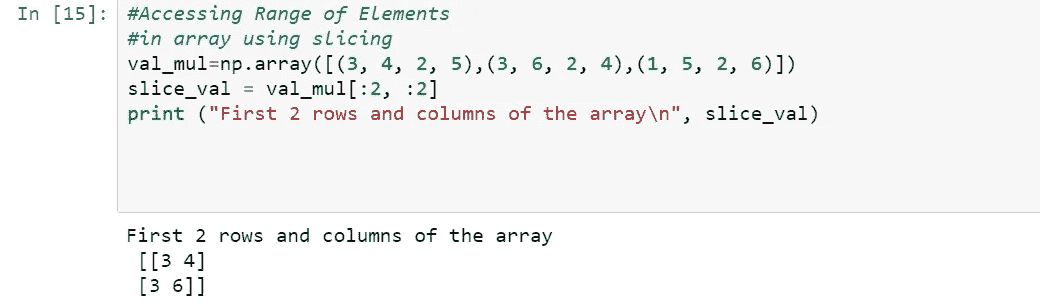 In [15]: #Accessing Range of Elements
#in array using slicing
val_mul=np.array([(3, 4, 2, 5),(3, 6, 2, 4),(1, 5, 2, 6)])
slice_val = val_mul[:2, :2]
print ("First 2 rows and columns of the array\n", slice_val)
First 2 rows and columns of the array
[[3 4]
[3 6]]